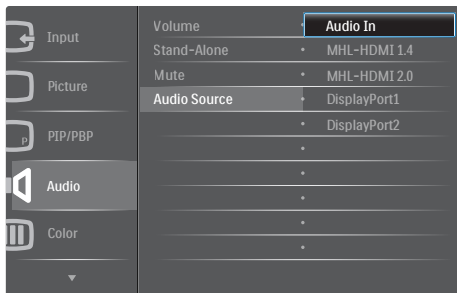 Input
Picture
P
PIP/PBP
Audio
Color
Volume
Stand-Alone
Mute
Audio Source
Audio In
MHL-HDMI 1.4
MHL-HDMI 2.0
DisplayPort1
DisplayPort2